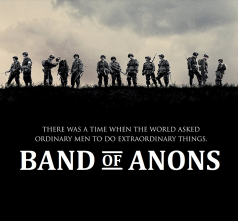 THERE WAS A TIME WHEN THE WORLD ASKED
ORDINARY MEN TO DO EXTRAORDINARY THINGS.
BAND OF ANONS